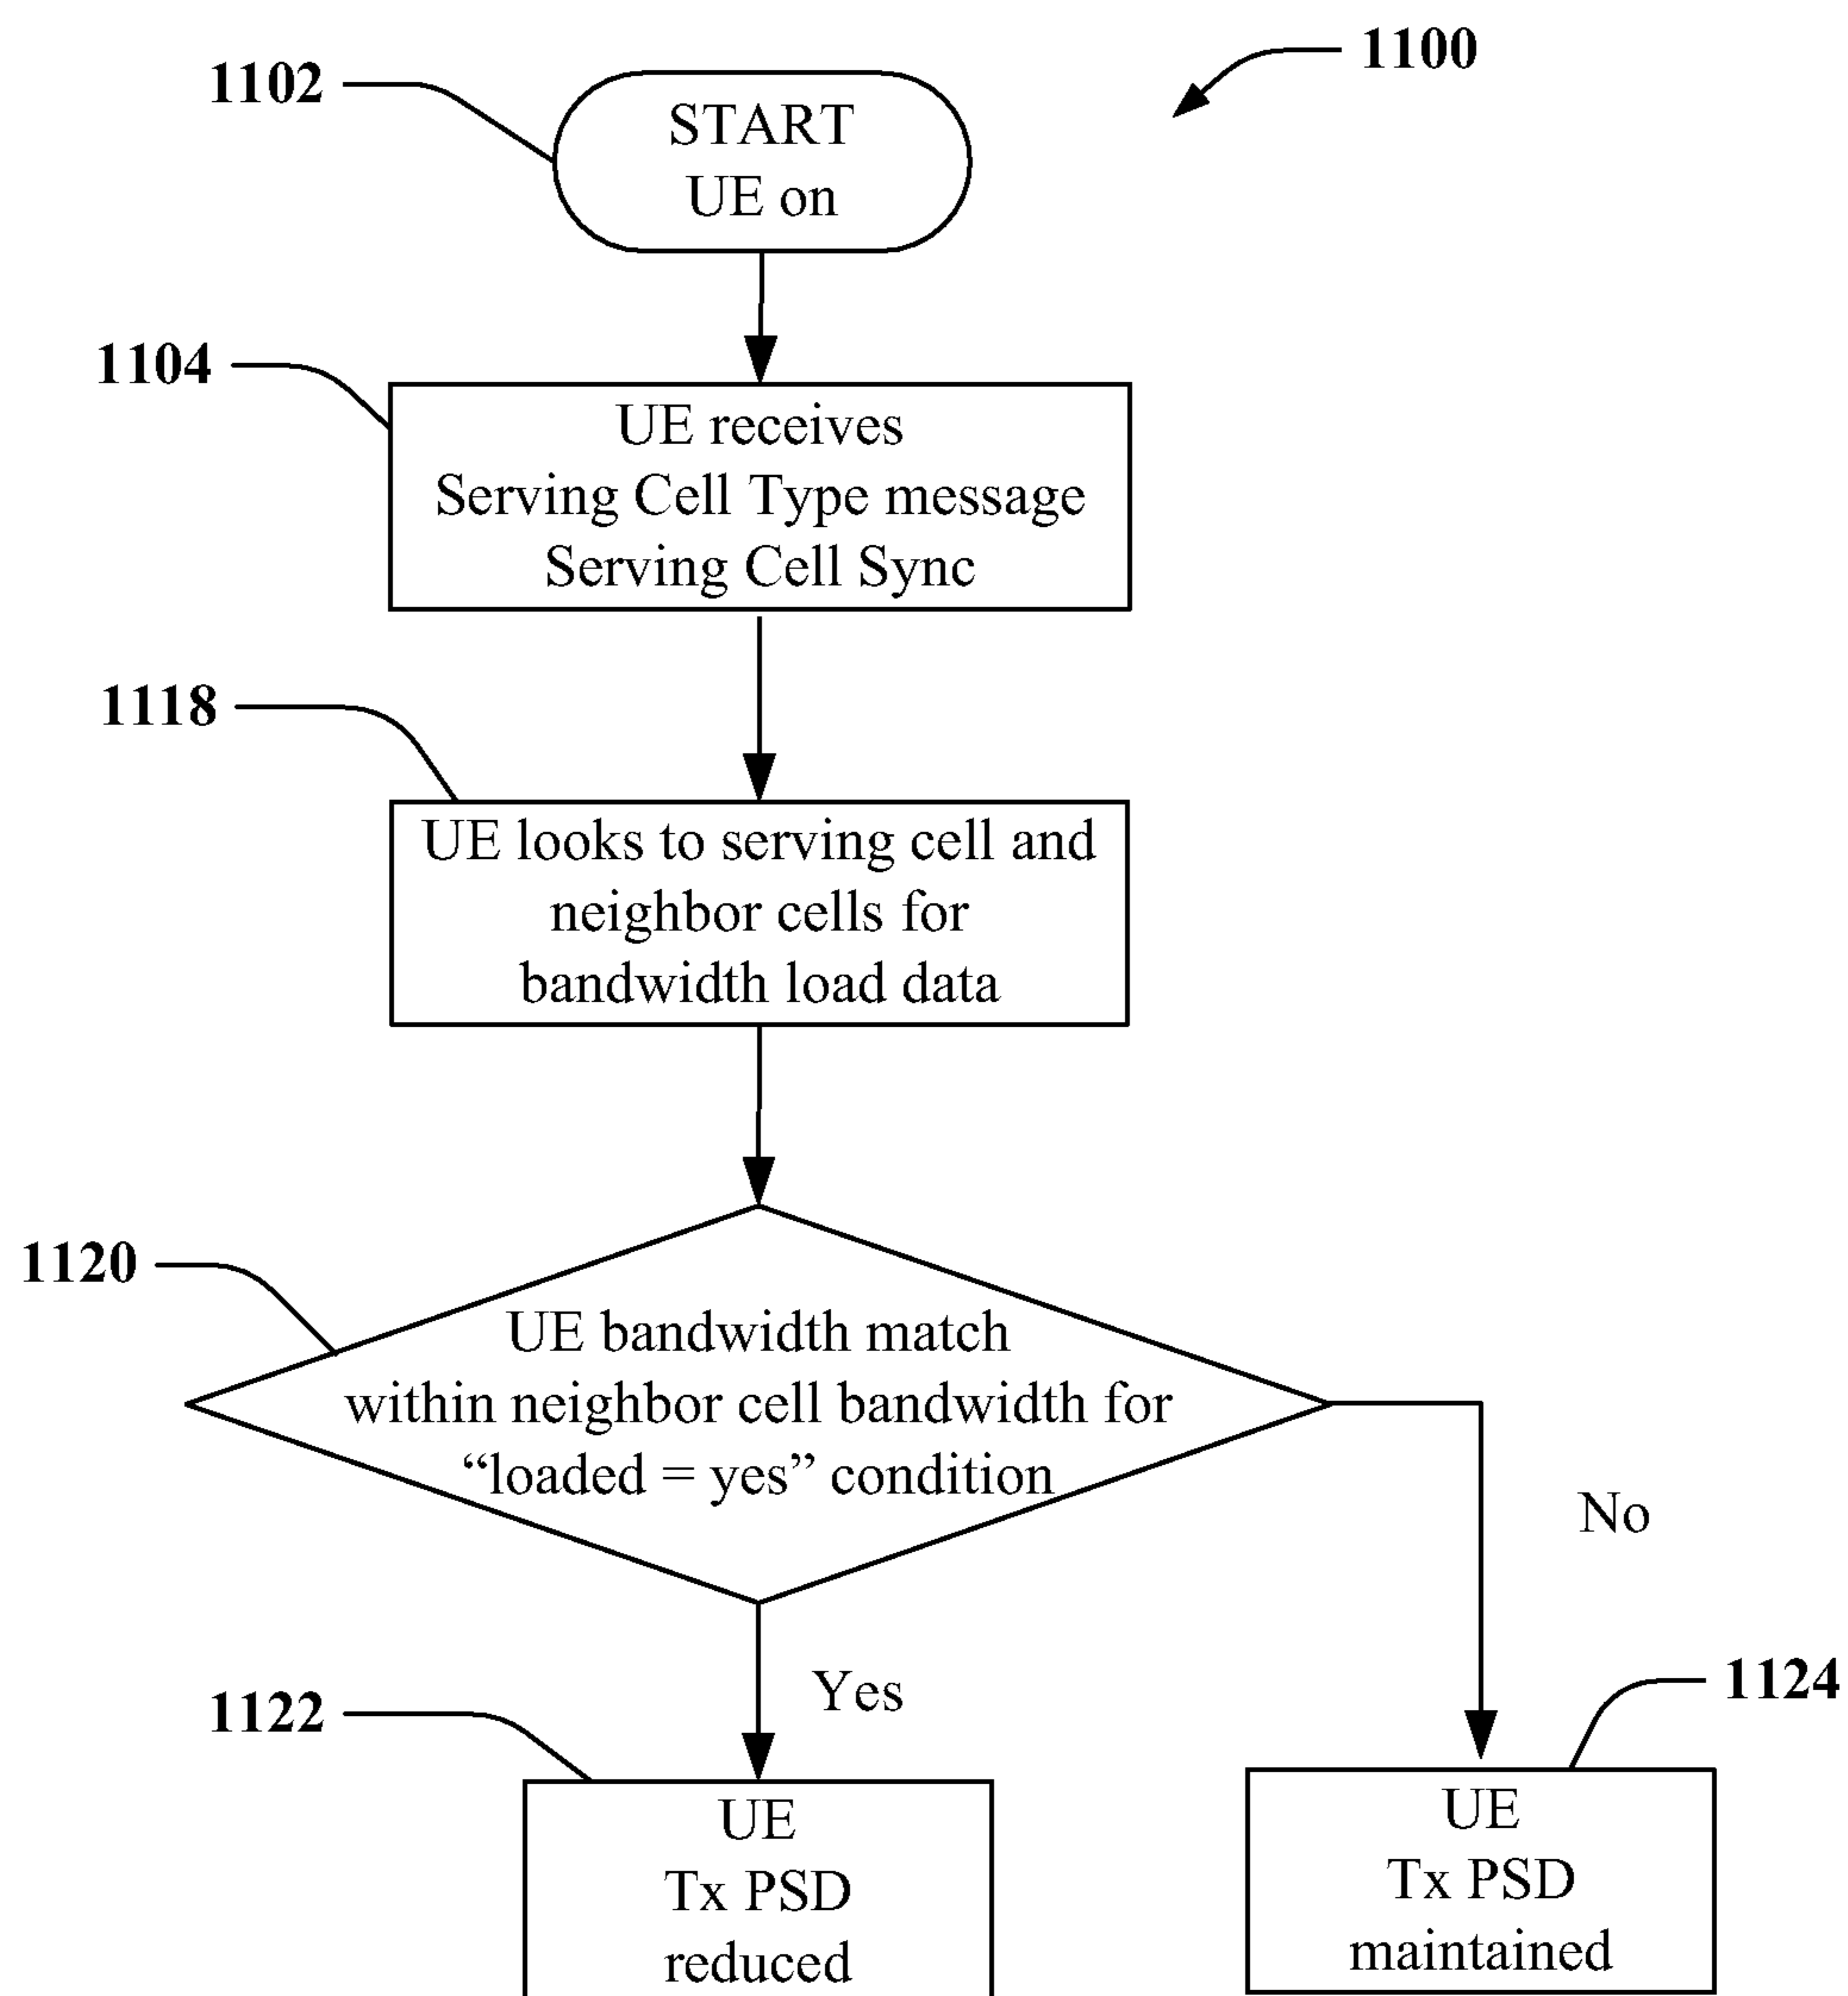 1100
1102
START
UE on
1104
UE receives
Serving Cell Type message
Serving Cell Sync
1118
UE looks to serving cell and
neighbor cells for
bandwidth load data
1120
UE bandwidth match
within neighbor cell bandwidth for
“loaded = yes” condition
No
Yes
1122
UE
Tx PSD
reduced
1124
UE
Tx PSD
maintained